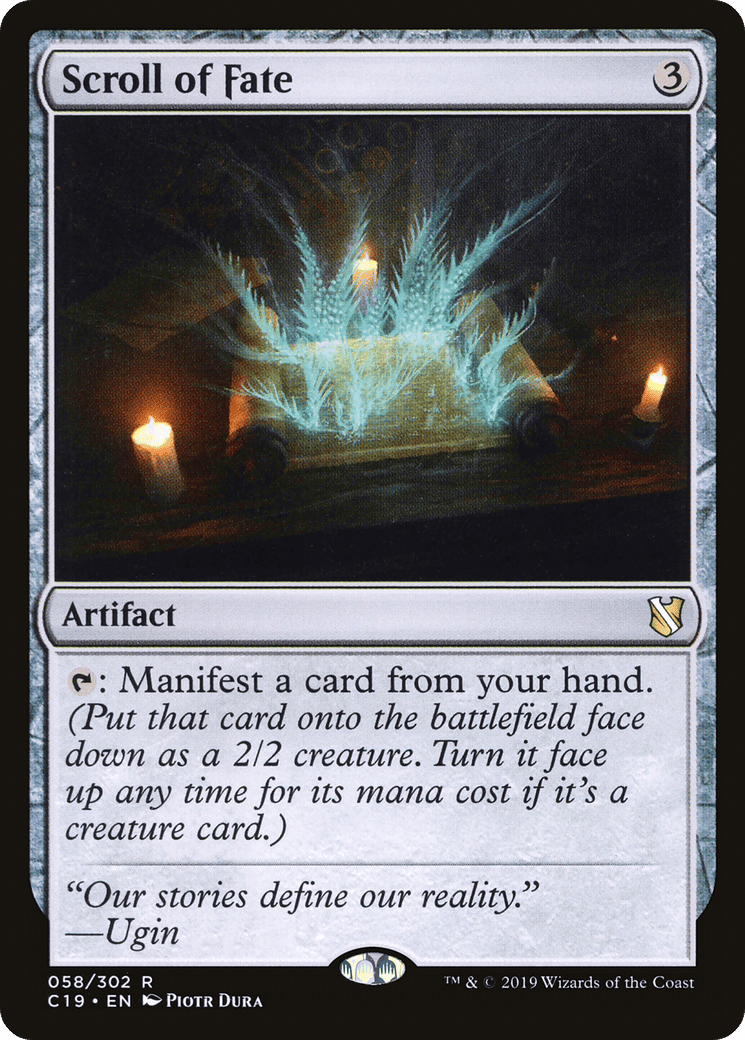 Scroll of Fate
3
Artifact
: Manifest a card from your hand.
(Put that card onto the battlefield face
down as a 2/2 creature. Turn it face
up any time for its mana cost if it's a
creature card.)
“Our stories define our reality.”
—Ugin
058/302 R
C19 • EN Piotr Dura
™ & © 2019 Wizards of the Coast